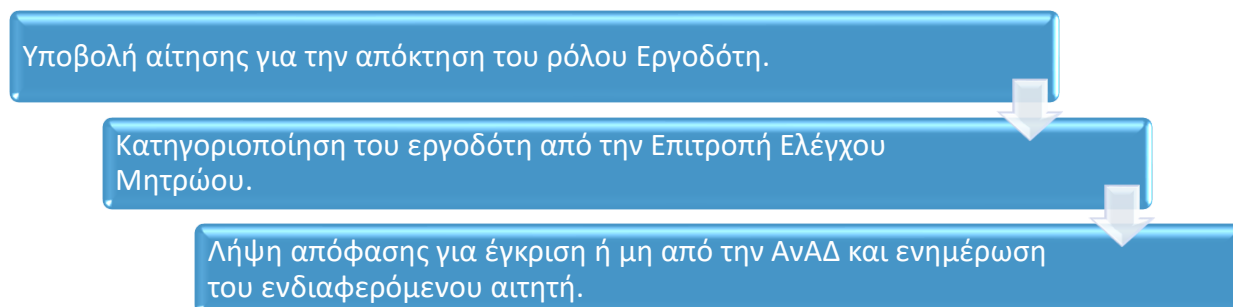 Υποβολή αίτησης για την απόκτηση του ρόλου Εργοδότη.
Κατηγοριοποίηση του εργοδότη από την Επιτροπή Ελέγχου
Μητρώου.
Λήψη απόφασης για έγκριση ή μη από την ΑνΑΔ και ενημέρωση
του ενδιαφερόμενου αιτητή.